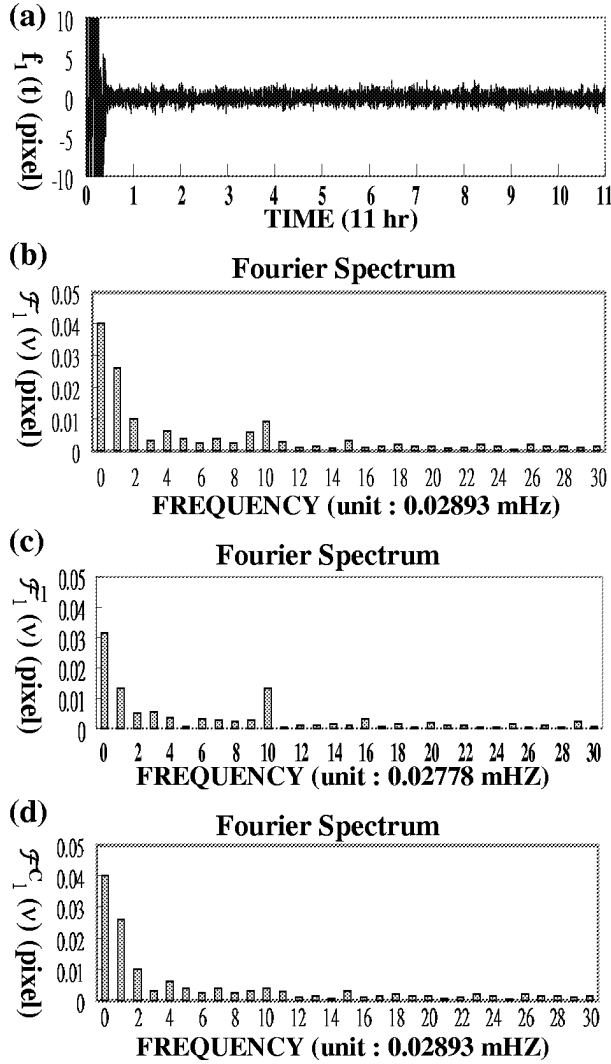 (a)
f₁ (t) (pixel)
10
5
0
-5
-10
0 1 2 3 4 5 6 7 8 9 10 11
TIME (11 hr)
(b)
Fourier Spectrum
ℱ₁ (ν) (pixel)
0.05
0.04
0.03
0.02
0.01
0
0 2 4 6 8 10 12 14 16 18 20 22 24 26 28 30
FREQUENCY (unit : 0.02893 mHz)
(c)
Fourier Spectrum
ℱ̄₁¹ (ν) (pixel)
0.05
0.04
0.03
0.02
0.01
0
0 2 4 6 8 10 12 14 16 18 20 22 24 26 28 30
FREQUENCY (unit : 0.02778 mHZ)
(d)
Fourier Spectrum
ℱ₁ᶜ (ν) (pixel)
0.05
0.04
0.03
0.02
0.01
0
0 2 4 6 8 10 12 14 16 18 20 22 24 26 28 30
FREQUENCY (unit : 0.02893 mHz)